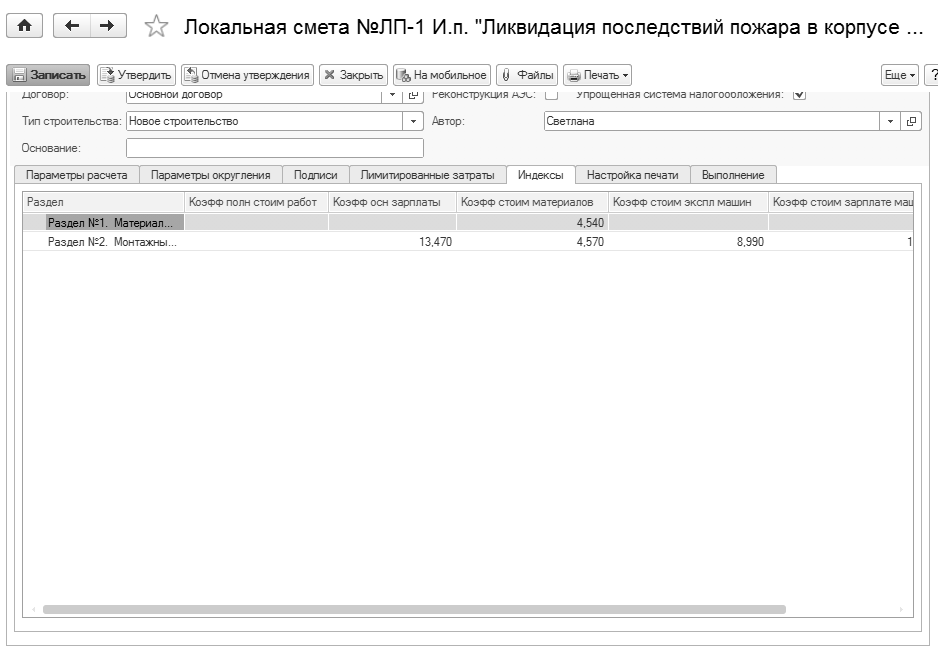 Локальная смета №ЛП-1 И.п. "Ликвидация последствий пожара в корпусе ...
Записать Утвердить Отмена утверждения Закрыть На мобильное Файлы Печать Еще ?
Договор: Основной договор Реконструкция АЭС: Упрощенная система налогообложения:
Тип строительства: Новое строительство Автор: Светлана
Основание:
Параметры расчета Параметры округления Подписи Лимитированные затраты Индексы Настройка печати Выполнение
Раздел Коэфф полн стоим работ Коэфф осн зарплаты Коэфф стоим материалов Коэфф стоим экспл машин Коэфф стоим зарплате маш
Раздел №1. Материал... 4,540
Раздел №2. Монтажны... 13,470 4,570 8,990 1